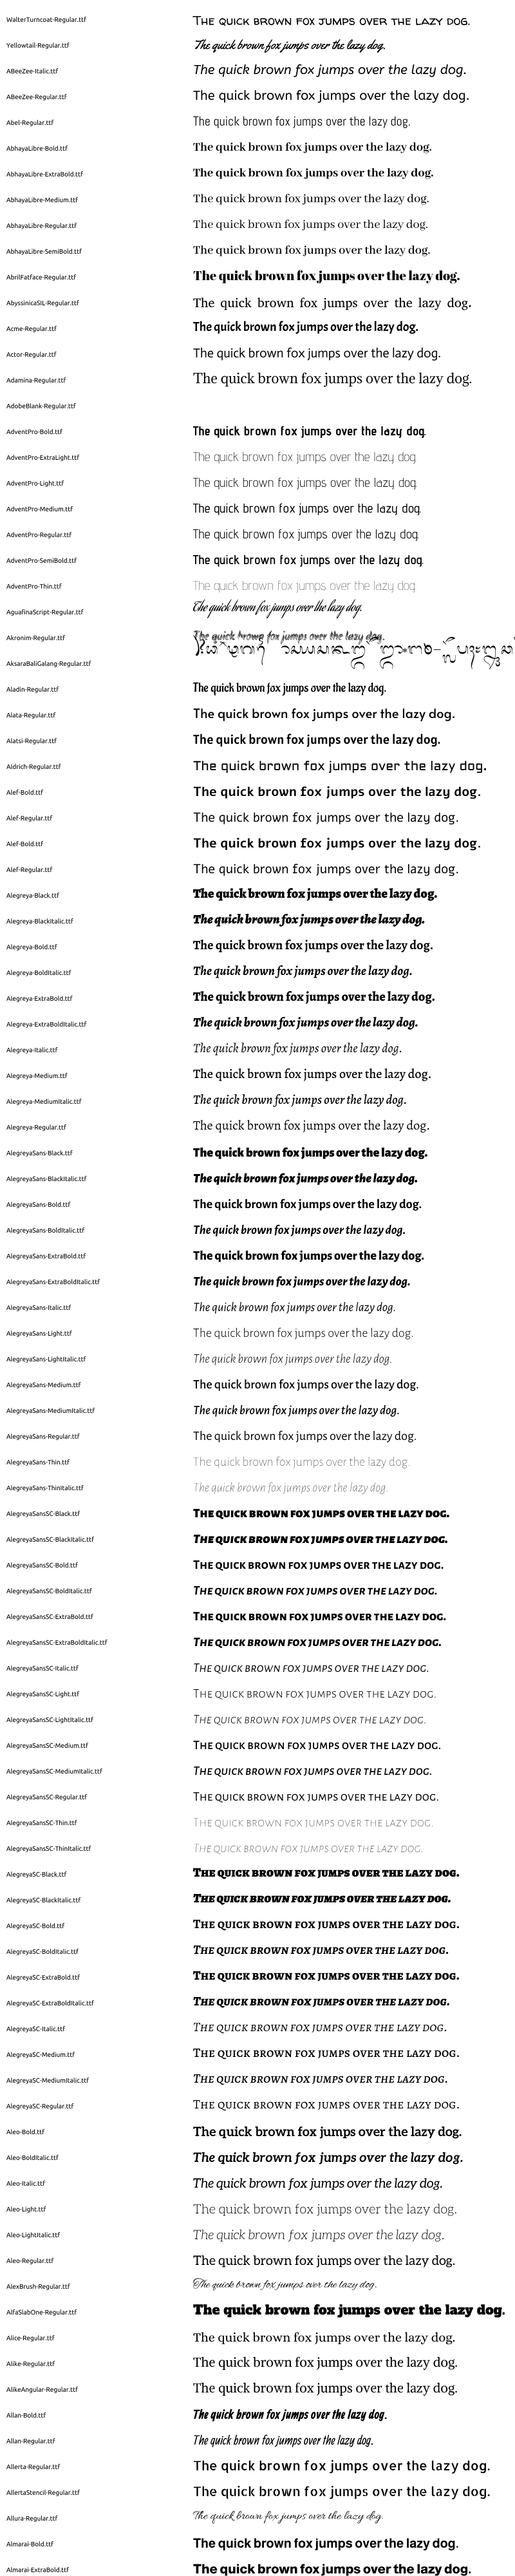 WalterTurncoat-Regular.ttf THE QUICK BROWN FOX JUMPS OVER THE LAZY DOG.
Yellowtail-Regular.ttf The quick brown fox jumps over the lazy dog.
ABeeZee-Italic.ttf The quick brown fox jumps over the lazy dog.
ABeeZee-Regular.ttf The quick brown fox jumps over the lazy dog.
Abel-Regular.ttf The quick brown fox jumps over the lazy dog.
AbhayaLibre-Bold.ttf The quick brown fox jumps over the lazy dog.
AbhayaLibre-ExtraBold.ttf The quick brown fox jumps over the lazy dog.
AbhayaLibre-Medium.ttf The quick brown fox jumps over the lazy dog.
AbhayaLibre-Regular.ttf The quick brown fox jumps over the lazy dog.
AbhayaLibre-SemiBold.ttf The quick brown fox jumps over the lazy dog.
AbrilFatface-Regular.ttf The quick brown fox jumps over the lazy dog.
AbyssinicaSIL-Regular.ttf The quick brown fox jumps over the lazy dog.
Acme-Regular.ttf The quick brown fox jumps over the lazy dog.
Actor-Regular.ttf The quick brown fox jumps over the lazy dog.
Adamina-Regular.ttf The quick brown fox jumps over the lazy dog.
AdobeBlank-Regular.ttf
AdventPro-Bold.ttf The quick brown fox jumps over the lazy dog.
AdventPro-ExtraLight.ttf The quick brown fox jumps over the lazy dog.
AdventPro-Light.ttf The quick brown fox jumps over the lazy dog.
AdventPro-Medium.ttf The quick brown fox jumps over the lazy dog.
AdventPro-Regular.ttf The quick brown fox jumps over the lazy dog.
AdventPro-SemiBold.ttf The quick brown fox jumps over the lazy dog.
AdventPro-Thin.ttf The quick brown fox jumps over the lazy dog.
AguafinaScript-Regular.ttf The quick brown fox jumps over the lazy dog.
Akronim-Regular.ttf The quick brown fox jumps over the lazy dog.
AksaraBaliGalang-Regular.ttf
Aladin-Regular.ttf The quick brown fox jumps over the lazy dog.
Alata-Regular.ttf The quick brown fox jumps over the lazy dog.
Alatsi-Regular.ttf The quick brown fox jumps over the lazy dog.
Aldrich-Regular.ttf The quick brown fox jumps over the lazy dog.
Alef-Bold.ttf The quick brown fox jumps over the lazy dog.
Alef-Regular.ttf The quick brown fox jumps over the lazy dog.
Alef-Bold.ttf The quick brown fox jumps over the lazy dog.
Alef-Regular.ttf The quick brown fox jumps over the lazy dog.
Alegreya-Black.ttf The quick brown fox jumps over the lazy dog.
Alegreya-BlackItalic.ttf The quick brown fox jumps over the lazy dog.
Alegreya-Bold.ttf The quick brown fox jumps over the lazy dog.
Alegreya-BoldItalic.ttf The quick brown fox jumps over the lazy dog.
Alegreya-ExtraBold.ttf The quick brown fox jumps over the lazy dog.
Alegreya-ExtraBoldItalic.ttf The quick brown fox jumps over the lazy dog.
Alegreya-Italic.ttf The quick brown fox jumps over the lazy dog.
Alegreya-Medium.ttf The quick brown fox jumps over the lazy dog.
Alegreya-MediumItalic.ttf The quick brown fox jumps over the lazy dog.
Alegreya-Regular.ttf The quick brown fox jumps over the lazy dog.
AlegreyaSans-Black.ttf The quick brown fox jumps over the lazy dog.
AlegreyaSans-BlackItalic.ttf The quick brown fox jumps over the lazy dog.
AlegreyaSans-Bold.ttf The quick brown fox jumps over the lazy dog.
AlegreyaSans-BoldItalic.ttf The quick brown fox jumps over the lazy dog.
AlegreyaSans-ExtraBold.ttf The quick brown fox jumps over the lazy dog.
AlegreyaSans-ExtraBoldItalic.ttf The quick brown fox jumps over the lazy dog.
AlegreyaSans-Italic.ttf The quick brown fox jumps over the lazy dog.
AlegreyaSans-Light.ttf The quick brown fox jumps over the lazy dog.
AlegreyaSans-LightItalic.ttf The quick brown fox jumps over the lazy dog.
AlegreyaSans-Medium.ttf The quick brown fox jumps over the lazy dog.
AlegreyaSans-MediumItalic.ttf The quick brown fox jumps over the lazy dog.
AlegreyaSans-Regular.ttf The quick brown fox jumps over the lazy dog.
AlegreyaSans-Thin.ttf The quick brown fox jumps over the lazy dog.
AlegreyaSans-ThinItalic.ttf The quick brown fox jumps over the lazy dog.
AlegreyaSansSC-Black.ttf THE QUICK BROWN FOX JUMPS OVER THE LAZY DOG.
AlegreyaSansSC-BlackItalic.ttf THE QUICK BROWN FOX JUMPS OVER THE LAZY DOG.
AlegreyaSansSC-Bold.ttf THE QUICK BROWN FOX JUMPS OVER THE LAZY DOG.
AlegreyaSansSC-BoldItalic.ttf THE QUICK BROWN FOX JUMPS OVER THE LAZY DOG.
AlegreyaSansSC-ExtraBold.ttf THE QUICK BROWN FOX JUMPS OVER THE LAZY DOG.
AlegreyaSansSC-ExtraBoldItalic.ttf THE QUICK BROWN FOX JUMPS OVER THE LAZY DOG.
AlegreyaSansSC-Italic.ttf THE QUICK BROWN FOX JUMPS OVER THE LAZY DOG.
AlegreyaSansSC-Light.ttf THE QUICK BROWN FOX JUMPS OVER THE LAZY DOG.
AlegreyaSansSC-LightItalic.ttf THE QUICK BROWN FOX JUMPS OVER THE LAZY DOG.
AlegreyaSansSC-Medium.ttf THE QUICK BROWN FOX JUMPS OVER THE LAZY DOG.
AlegreyaSansSC-MediumItalic.ttf THE QUICK BROWN FOX JUMPS OVER THE LAZY DOG.
AlegreyaSansSC-Regular.ttf THE QUICK BROWN FOX JUMPS OVER THE LAZY DOG.
AlegreyaSansSC-Thin.ttf THE QUICK BROWN FOX JUMPS OVER THE LAZY DOG.
AlegreyaSansSC-ThinItalic.ttf THE QUICK BROWN FOX JUMPS OVER THE LAZY DOG.
AlegreyaSC-Black.ttf THE QUICK BROWN FOX JUMPS OVER THE LAZY DOG.
AlegreyaSC-BlackItalic.ttf THE QUICK BROWN FOX JUMPS OVER THE LAZY DOG.
AlegreyaSC-Bold.ttf THE QUICK BROWN FOX JUMPS OVER THE LAZY DOG.
AlegreyaSC-BoldItalic.ttf THE QUICK BROWN FOX JUMPS OVER THE LAZY DOG.
AlegreyaSC-ExtraBold.ttf THE QUICK BROWN FOX JUMPS OVER THE LAZY DOG.
AlegreyaSC-ExtraBoldItalic.ttf THE QUICK BROWN FOX JUMPS OVER THE LAZY DOG.
AlegreyaSC-Italic.ttf THE QUICK BROWN FOX JUMPS OVER THE LAZY DOG.
AlegreyaSC-Medium.ttf THE QUICK BROWN FOX JUMPS OVER THE LAZY DOG.
AlegreyaSC-MediumItalic.ttf THE QUICK BROWN FOX JUMPS OVER THE LAZY DOG.
AlegreyaSC-Regular.ttf THE QUICK BROWN FOX JUMPS OVER THE LAZY DOG.
Aleo-Bold.ttf The quick brown fox jumps over the lazy dog.
Aleo-BoldItalic.ttf The quick brown fox jumps over the lazy dog.
Aleo-Italic.ttf The quick brown fox jumps over the lazy dog.
Aleo-Light.ttf The quick brown fox jumps over the lazy dog.
Aleo-LightItalic.ttf The quick brown fox jumps over the lazy dog.
Aleo-Regular.ttf The quick brown fox jumps over the lazy dog.
AlexBrush-Regular.ttf The quick brown fox jumps over the lazy dog.
AlfaSlabOne-Regular.ttf The quick brown fox jumps over the lazy dog.
Alice-Regular.ttf The quick brown fox jumps over the lazy dog.
Alike-Regular.ttf The quick brown fox jumps over the lazy dog.
AlikeAngular-Regular.ttf The quick brown fox jumps over the lazy dog.
Allan-Bold.ttf The quick brown fox jumps over the lazy dog.
Allan-Regular.ttf The quick brown fox jumps over the lazy dog.
Allerta-Regular.ttf The quick brown fox jumps over the lazy dog.
AllertaStencil-Regular.ttf The quick brown fox jumps over the lazy dog.
Allura-Regular.ttf The quick brown fox jumps over the lazy dog.
Almarai-Bold.ttf The quick brown fox jumps over the lazy dog.
Almarai-ExtraBold.ttf The quick brown fox jumps over the lazy dog.